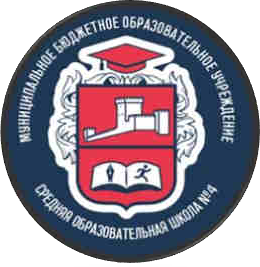 МУНИЦИПАЛЬНОЕ БЮДЖЕТНОЕ ОБРАЗОВАТЕЛЬНОЕ УЧРЕЖДЕНИЕ
СРЕДНЯЯ ОБРАЗОВАТЕЛЬНАЯ ШКОЛА №4